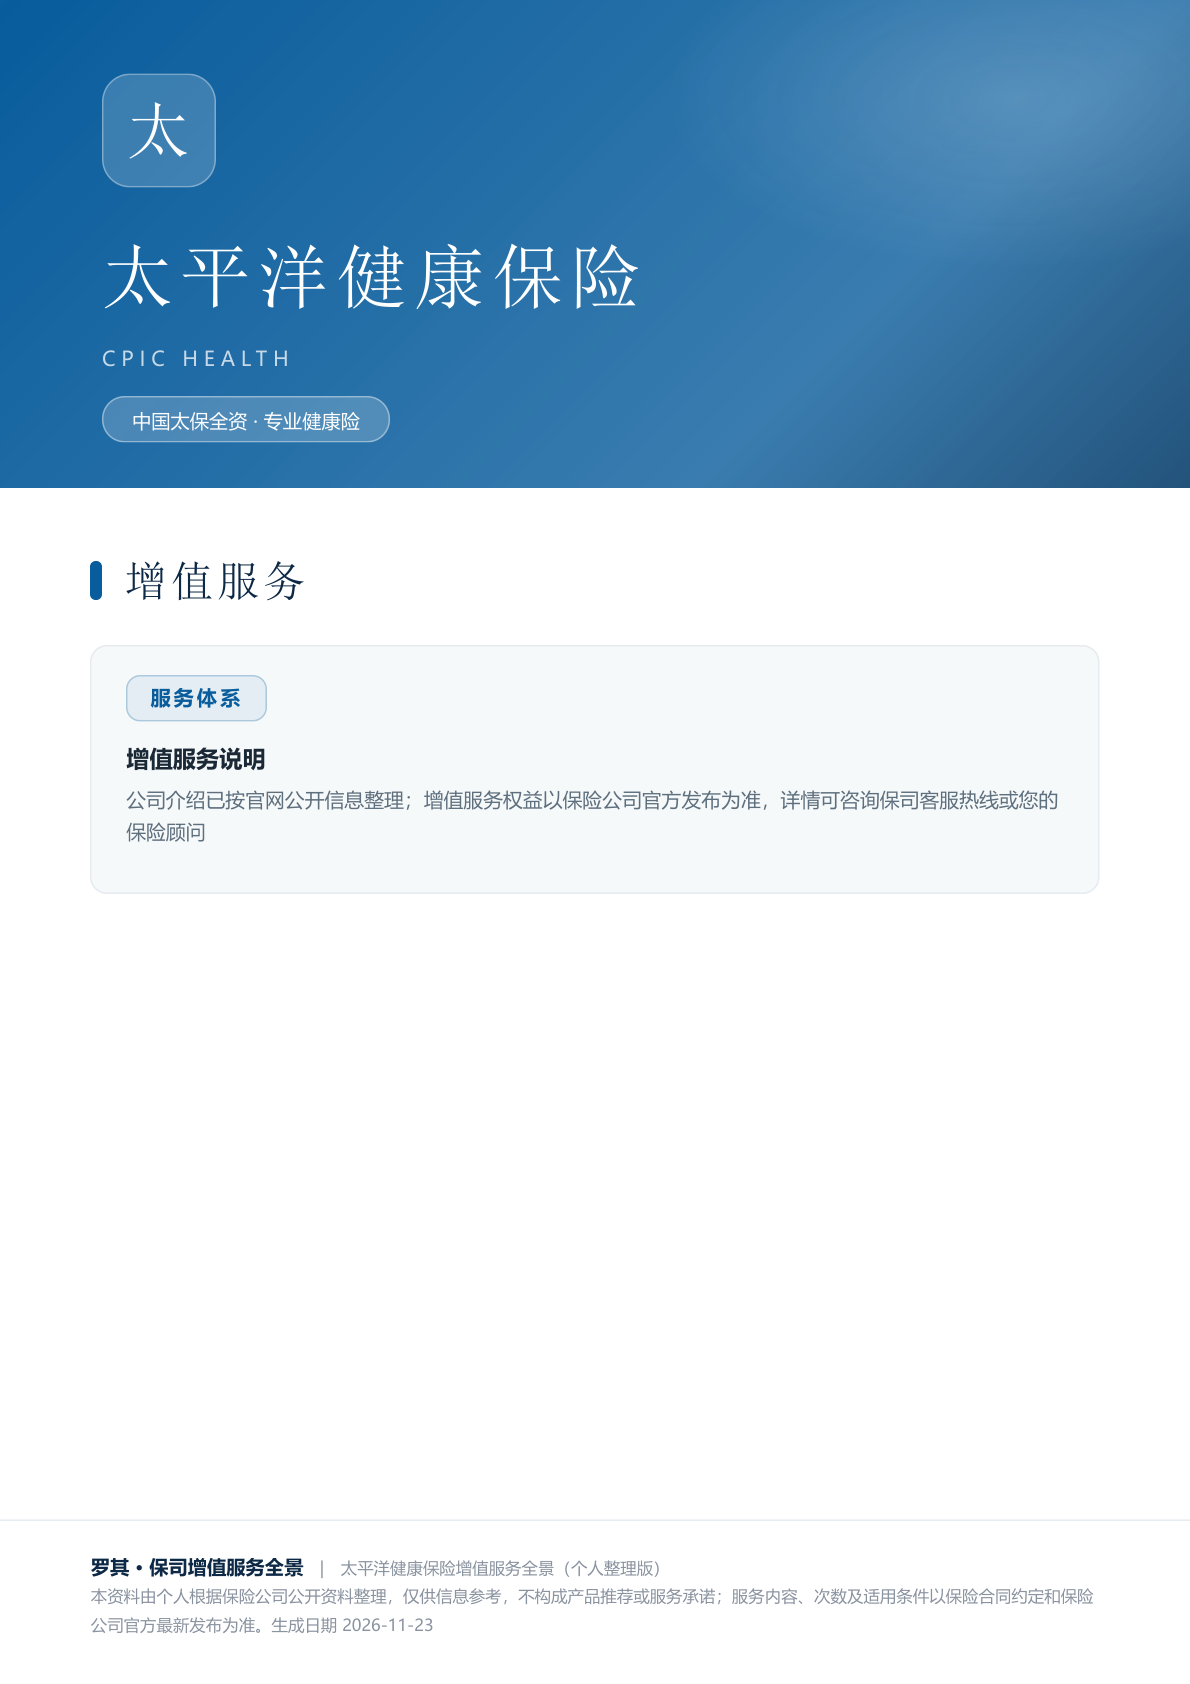 太
太平洋健康保险
CPIC HEALTH
中国太保全资 · 专业健康险
增值服务
服务体系
增值服务说明
公司介绍已按官网公开信息整理；增值服务权益以保险公司官方发布为准，详情可咨询保司客服热线或您的
保险顾问
罗其 • 保司增值服务全景 | 太平洋健康保险增值服务全景（个人整理版）
本资料由个人根据保险公司公开资料整理，仅供信息参考，不构成产品推荐或服务承诺；服务内容、次数及适用条件以保险合同约定和保险
公司官方最新发布为准。生成日期 2026-11-23